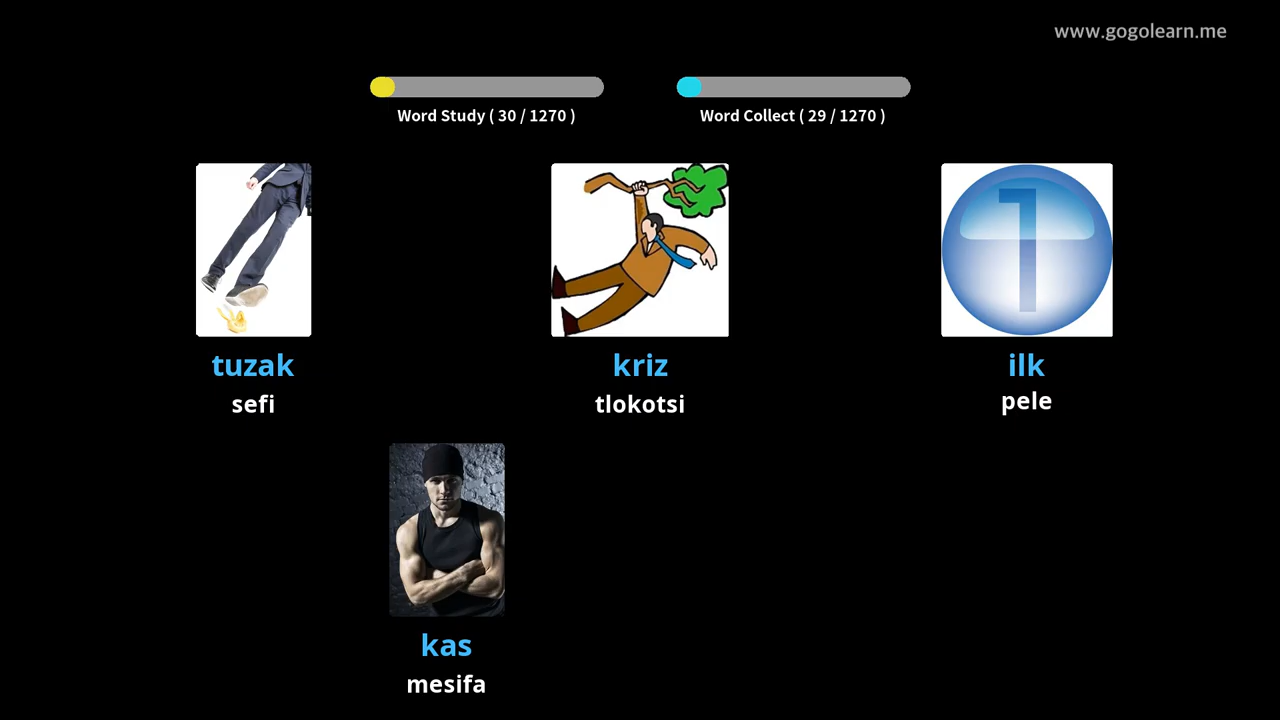 www.gogolearn.me
Word Study ( 30 / 1270 )
Word Collect ( 29 / 1270 )
1
tuzak
kriz
ilk
sefi
tlokotsi
pele
kas
mesifa